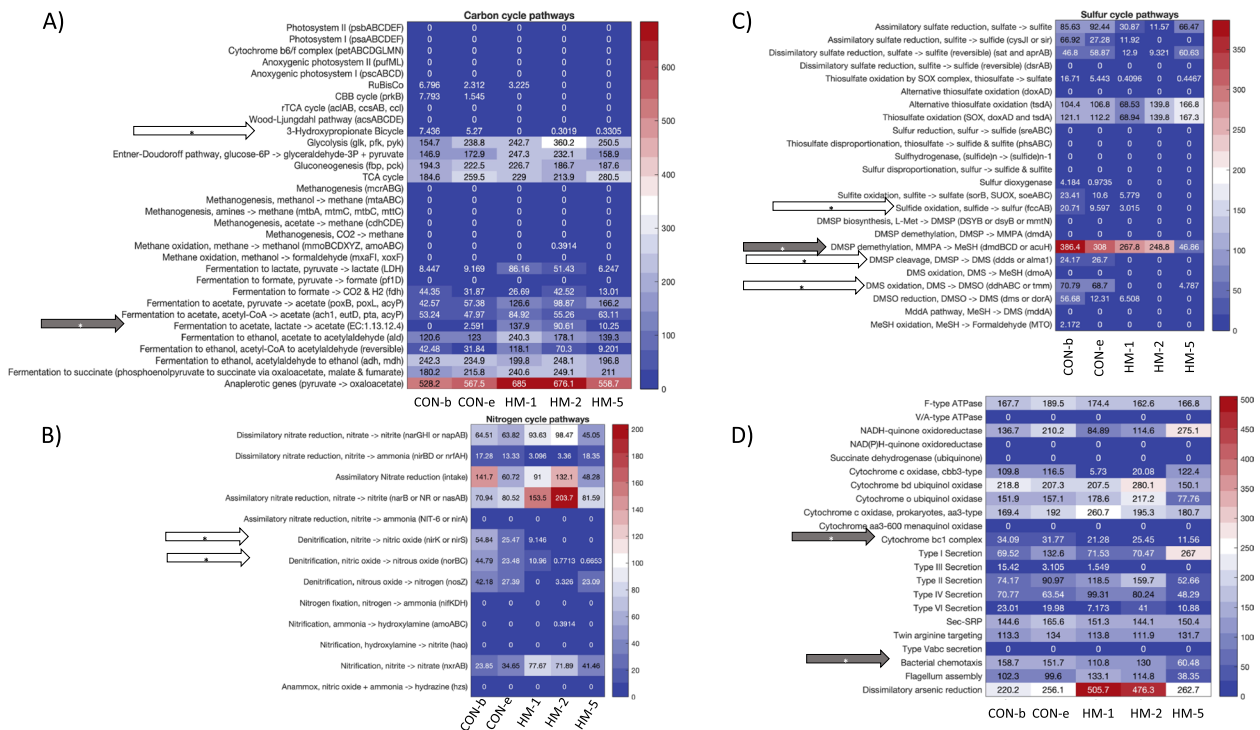 A)
Carbon cycle pathways
Photosystem II (psbABCDEF) 0 0 0 0 0
Photosystem I (psaABCDEF) 0 0 0 0 0
Cytochrome b6/f complex (petABCDGLMN) 0 0 0 0 0
Anoxygenic photosystem II (pufML) 0 0 0 0 0
Anoxygenic photosystem I (pscABCD) 0 0 0 0 0
RuBisCo 6.796 2.312 3.225 0 0
CBB cycle (prkB) 7.793 1.545 0 0 0
rTCA cycle (aclAB, ccsAB, ccl) 0 0 0 0 0
Wood-Ljungdahl pathway (acsABCDE) 0 0 0 0 0
* 3-Hydroxypropionate Bicycle 7.436 5.27 0 0.3019 0.3305
Glycolysis (glk, pfk, pyk) 154.7 238.8 242.7 360.2 250.5
Entner-Doudoroff pathway, glucose-6P -> glyceraldehyde-3P + pyruvate 146.9 172.9 247.3 232.1 158.9
Gluconeogenesis (fbp, pck) 194.3 222.5 226.7 186.7 187.6
TCA cycle 184.6 259.5 229 213.9 280.5
Methanogenesis (mcrABG) 0 0 0 0 0
Methanogenesis, methanol -> methane (mtaABC) 0 0 0 0 0
Methanogenesis, amines -> methane (mtbA, mtmC, mtbC, mttC) 0 0 0 0 0
Methanogenesis, acetate -> methane (cdhCDE) 0 0 0 0 0
Methanogenesis, CO2 -> methane 0 0 0 0 0
Methane oxidation, methane -> methanol (mmoBCDXYZ, amoABC) 0 0 0 0.3914 0
Methane oxidation, methanol -> formaldehyde (mxaFI, xoxF) 0 0 0 0 0
Fermentation to lactate, pyruvate -> lactate (LDH) 8.447 9.169 86.16 51.43 6.247
Fermentation to formate, pyruvate -> formate (pf1D) 0 0 0 0 0
Fermentation to formate -> CO2 & H2 (fdh) 44.35 31.87 26.69 42.52 13.01
Fermentation to acetate, pyruvate -> acetate (poxB, poxL, acyP) 42.57 57.38 126.6 98.87 166.2
Fermentation to acetate, acetyl-CoA -> acetate (ach1, eutD, pta, acyP) 53.24 47.97 84.92 55.26 63.11
* Fermentation to acetate, lactate -> acetate (EC:1.13.12.4) 0 2.591 137.9 90.61 10.25
Fermentation to ethanol, acetate to acetylaldehyde (ald) 120.6 123 240.3 178.1 139.3
Fermentation to ethanol, acetyl-CoA to acetylaldehyde (reversible) 42.48 31.84 118.1 70.3 9.201
Fermentation to ethanol, acetylaldehyde to ethanol (adh, mdh) 242.3 234.9 199.8 248.1 196.8
Fermentation to succinate (phosphoenolpyruvate to succinate via oxaloacetate, malate & fumarate) 180.2 215.8 240.6 249.1 211
Anaplerotic genes (pyruvate -> oxaloacetate) 528.2 567.5 685 676.1 558.7
CON-b CON-e HM-1 HM-2 HM-5
600
500
400
300
200
100
0
B)
Nitrogen cycle pathways
Dissimilatory nitrate reduction, nitrate -> nitrite (narGHI or napAB) 64.51 63.82 93.63 98.47 45.05
Dissimilatory nitrate reduction, nitrite -> ammonia (nirBD or nrfAH) 17.28 13.33 3.096 3.36 18.35
Assimilatory Nitrate reduction (intake) 141.7 60.72 91 132.1 48.28
Assimilatory nitrate reduction, nitrate -> nitrite (narB or NR or nasAB) 70.94 80.52 153.5 203.7 81.59
Assimilatory nitrate reduction, nitrite -> ammonia (NIT-6 or nirA) 0 0 0 0 0
* Denitrification, nitrite -> nitric oxide (nirK or nirS) 54.84 25.47 9.146 0 0
* Denitrification, nitric oxide -> nitrous oxide (norBC) 44.79 23.48 10.96 0.7713 0.6653
Denitrification, nitrous oxide -> nitrogen (nosZ) 42.18 27.39 0 3.326 23.09
Nitrogen fixation, nitrogen -> ammonia (nifKDH) 0 0 0 0 0
Nitrification, ammonia -> hydroxylamine (amoABC) 0 0 0 0.3914 0
Nitrification, hydroxylamine -> nitrite (hao) 0 0 0 0 0
Nitrification, nitrite -> nitrate (nxrAB) 23.85 34.65 77.67 71.89 41.46
Anammox, nitric oxide + ammonia -> hydrazine (hzs) 0 0 0 0 0
CON-b CON-e HM-1 HM-2 HM-5
200
180
160
140
120
100
80
60
40
20
0
C)
Sulfur cycle pathways
Assimilatory sulfate reduction, sulfate -> sulfite 85.63 92.44 30.87 11.57 66.47
Assimilatory sulfate reduction, sulfite -> sulfide (cysJI or sir) 66.92 27.28 11.92 0 0
Dissimilatory sulfate reduction, sulfate -> sulfite (reversible) (sat and aprAB) 46.8 58.87 12.9 9.321 60.63
Dissimilatory sulfate reduction, sulfite -> sulfide (reversible) (dsrAB) 0 0 0 0 0
Thiosulfate oxidation by SOX complex, thiosulfate -> sulfate 16.71 5.443 0.4096 0 0.4467
Alternative thiosulfate oxidation (doxAD) 0 0 0 0 0
Alternative thiosulfate oxidation (tsdA) 104.4 106.8 68.53 139.8 166.8
Thiosulfate oxidation (SOX, doxAD and tsdA) 121.1 112.2 68.94 139.8 167.3
Sulfur reduction, sulfur -> sulfide (sreABC) 0 0 0 0 0
Thiosulfate disproportion, thiosulfate -> sulfide & sulfite (phsABC) 0 0 0 0 0
Sulfhydrogenase, (sulfide)n -> (sulfide)n-1 0 0 0 0 0
Sulfur disproportion, sulfur -> sulfide & sulfite 0 0 0 0 0
Sulfur dioxygenase 4.184 0.9735 0 0 0
Sulfite oxidation, sulfite -> sulfate (sorB, SUOX, soeABC) 23.41 10.6 5.779 0 0
* Sulfide oxidation, sulfide -> sulfur (fccAB) 20.71 9.597 3.015 0 0
DMSP biosynthesis, L-Met -> DMSP (DSYB or dsyB or mmtN) 0 0 0 0 0
DMSP demethylation, DMSP -> MMPA (dmdA) 0 0 0 0 0
* DMSP demethylation, MMPA -> MeSH (dmdBCD or acuH) 386.4 308 267.8 248.8 46.86
* DMSP cleavage, DMSP -> DMS (ddds or alma1) 24.17 26.7 0 0 0
DMS oxidation, DMS -> MeSH (dmoA) 0 0 0 0 0
* DMS oxidation, DMS -> DMSO (ddhABC or tmm) 70.79 68.7 0 0 4.787
DMSO reduction, DMSO -> DMS (dms or dorA) 56.68 12.31 6.508 0 0
MddA pathway, MeSH -> DMS (mddA) 0 0 0 0 0
MeSH oxidation, MeSH -> Formaldehyde (MTO) 2.172 0 0 0 0
CON-b CON-e HM-1 HM-2 HM-5
350
300
250
200
150
100
50
0
D)
F-type ATPase 167.7 189.5 174.4 162.6 166.8
V/A-type ATPase 0 0 0 0 0
NADH-quinone oxidoreductase 136.7 210.2 84.89 114.6 275.1
NAD(P)H-quinone oxidoreductase 0 0 0 0 0
Succinate dehydrogenase (ubiquinone) 0 0 0 0 0
Cytochrome c oxidase, cbb3-type 109.8 116.5 5.73 20.08 122.4
Cytochrome bd ubiquinol oxidase 218.8 207.3 207.5 280.1 150.1
Cytochrome o ubiquinol oxidase 151.9 157.1 178.6 217.2 77.76
Cytochrome c oxidase, prokaryotes, aa3-type 169.4 192 260.7 195.3 180.7
Cytochrome aa3-600 menaquinol oxidase 0 0 0 0 0
* Cytochrome bc1 complex 34.09 31.77 21.28 25.45 11.56
Type I Secretion 69.52 132.6 71.53 70.47 267
Type III Secretion 15.42 3.105 1.549 0 0
Type II Secretion 74.17 90.97 118.5 159.7 52.66
Type IV Secretion 70.77 63.54 99.31 80.24 48.29
Type VI Secretion 23.01 19.98 7.173 41 10.88
Sec-SRP 144.6 165.6 151.3 144.1 150.4
Twin arginine targeting 113.3 134 113.8 111.9 131.7
Type Vabc secretion 0 0 0 0 0
* Bacterial chemotaxis 158.7 151.7 110.8 130 60.48
Flagellum assembly 102.3 99.6 133.1 114.8 38.35
Dissimilatory arsenic reduction 220.2 256.1 505.7 476.3 262.7
CON-b CON-e HM-1 HM-2 HM-5
500
450
400
350
300
250
200
150
100
50
0